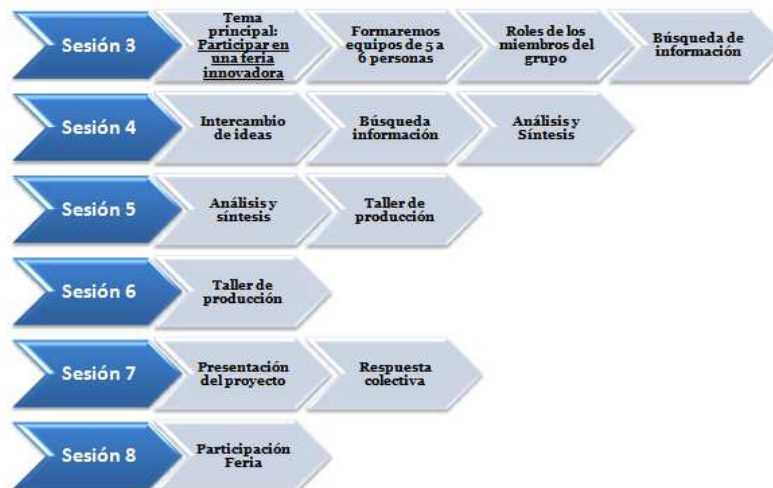 Sesión 3
Tema
principal:
Participar en
una feria
innovadora
Formaremos
equipos de 5 a
6 personas
Roles de los
miembros del
grupo
Búsqueda de
información
Sesión 4
Intercambio
de ideas
Búsqueda
información
Análisis y
Síntesis
Sesión 5
Análisis y
síntesis
Taller de
producción
Sesión 6
Taller de
producción
Sesión 7
Presentación
del proyecto
Respuesta
colectiva
Sesión 8
Participación
Feria